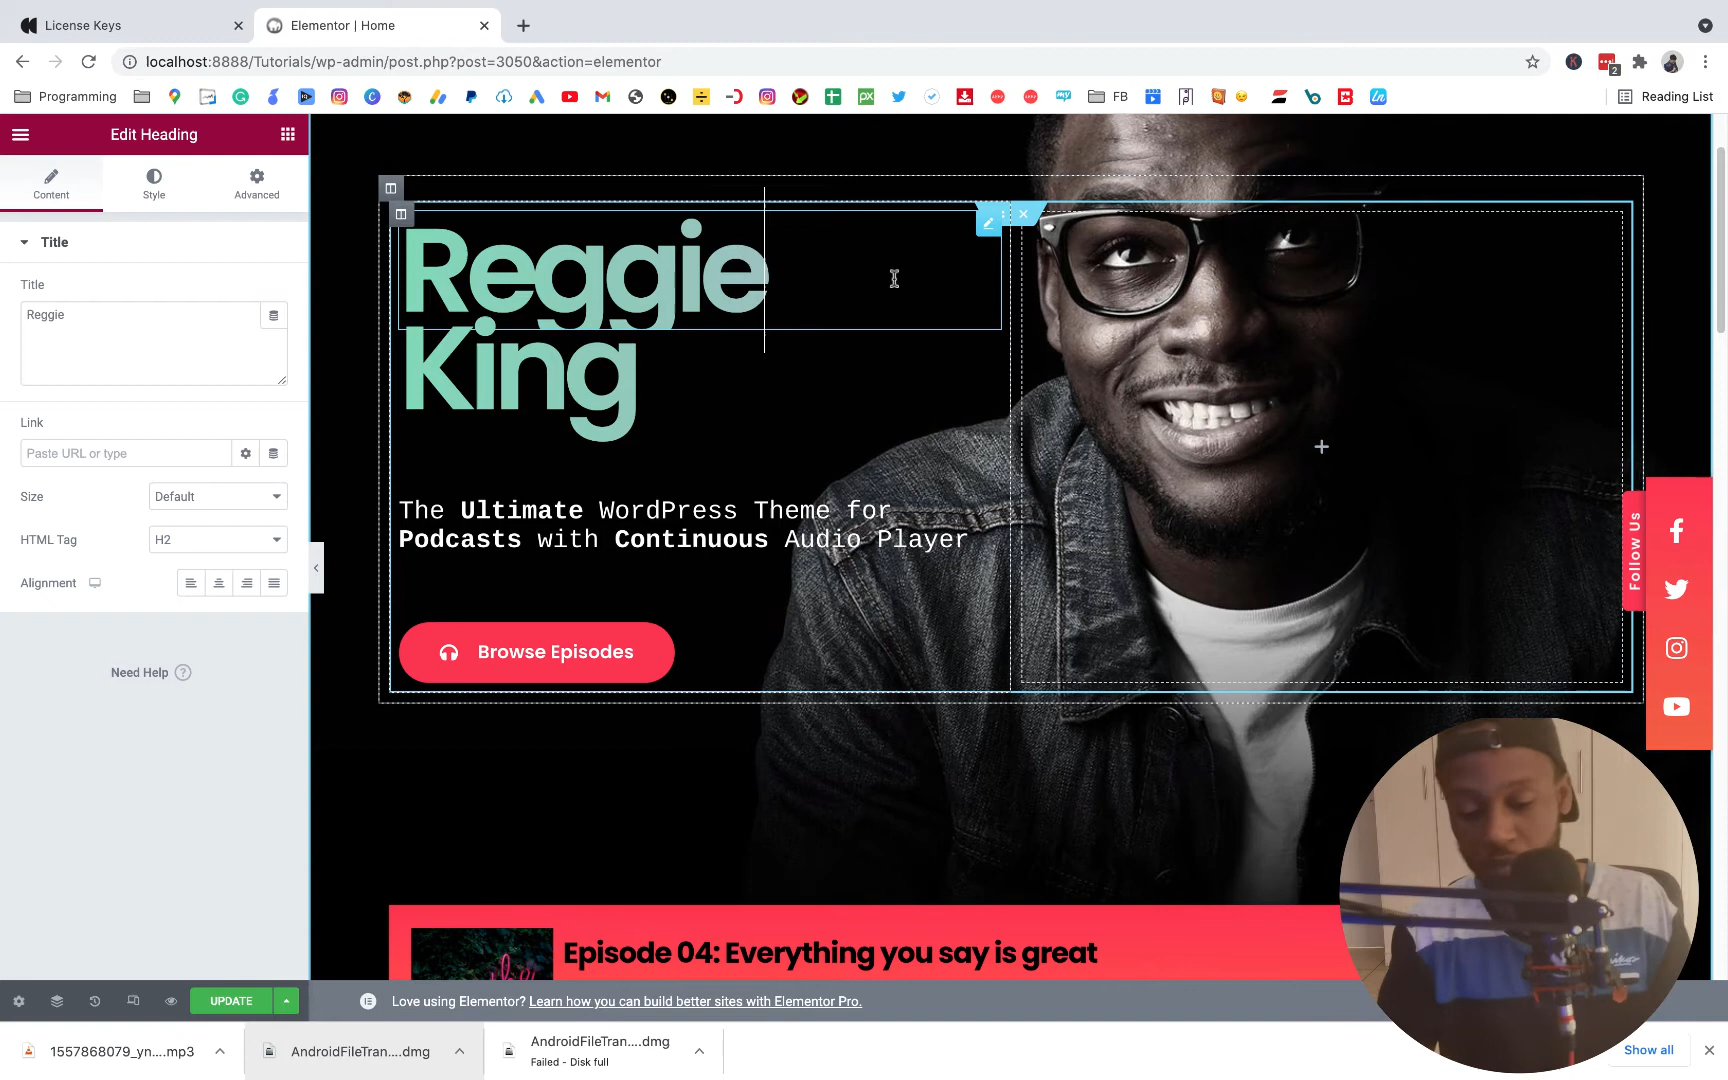 License Keys
Elementor | Home
localhost:8888/Tutorials/wp-admin/post.php?post=3050&action=elementor
2
Programming
FB
Reading List
Edit Heading
Content
Style
Advanced
Title
Title
Reggie
Link
Paste URL or type
Size
Default
HTML Tag
H2
Alignment
Need Help
UPDATE
Reggie
King
The Ultimate WordPress Theme for
Podcasts with Continuous Audio Player
Browse Episodes
Follow Us
Episode 04: Everything you say is great
Love using Elementor? Learn how you can build better sites with Elementor Pro.
1557868079_yn....mp3
AndroidFileTran....dmg
AndroidFileTran....dmg
Failed - Disk full
Show all